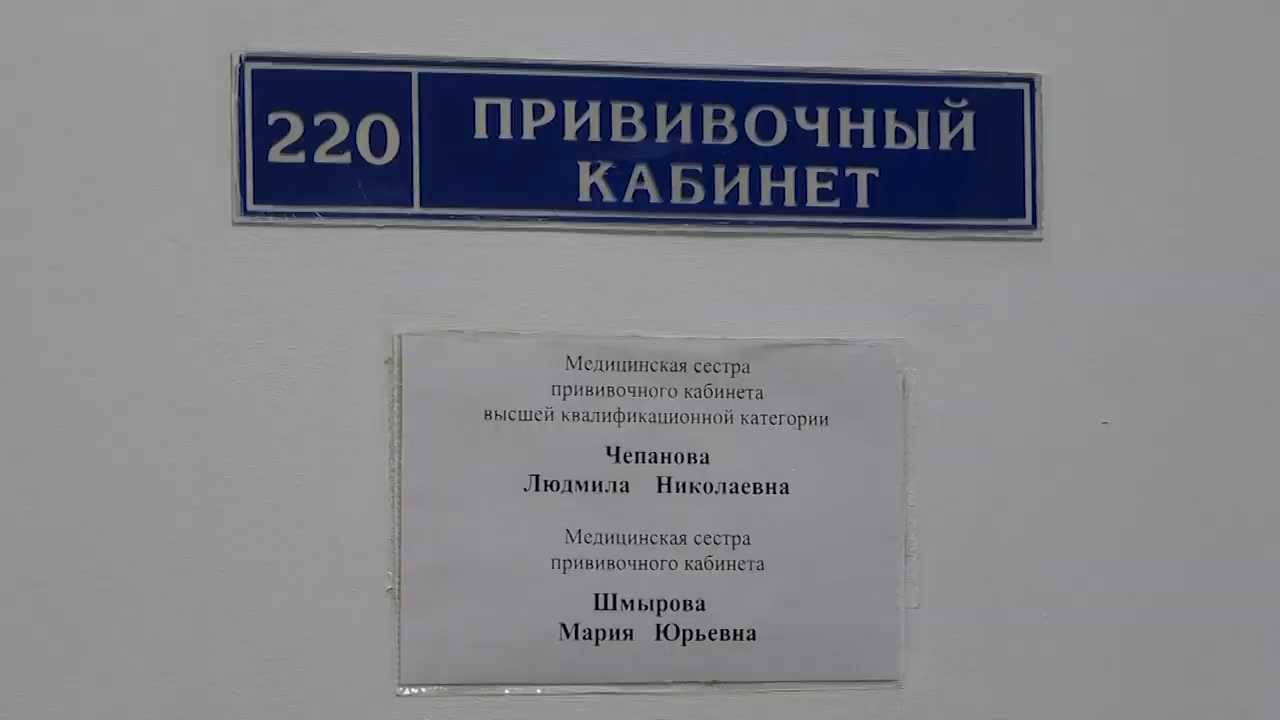 220
ПРИВИВОЧНЫЙ
КАБИНЕТ
Медицинская сестра
прививочного кабинета
высшей квалификационной категории
Чепанова
Людмила Николаевна
Медицинская сестра
прививочного кабинета
Шмырова
Мария Юрьевна